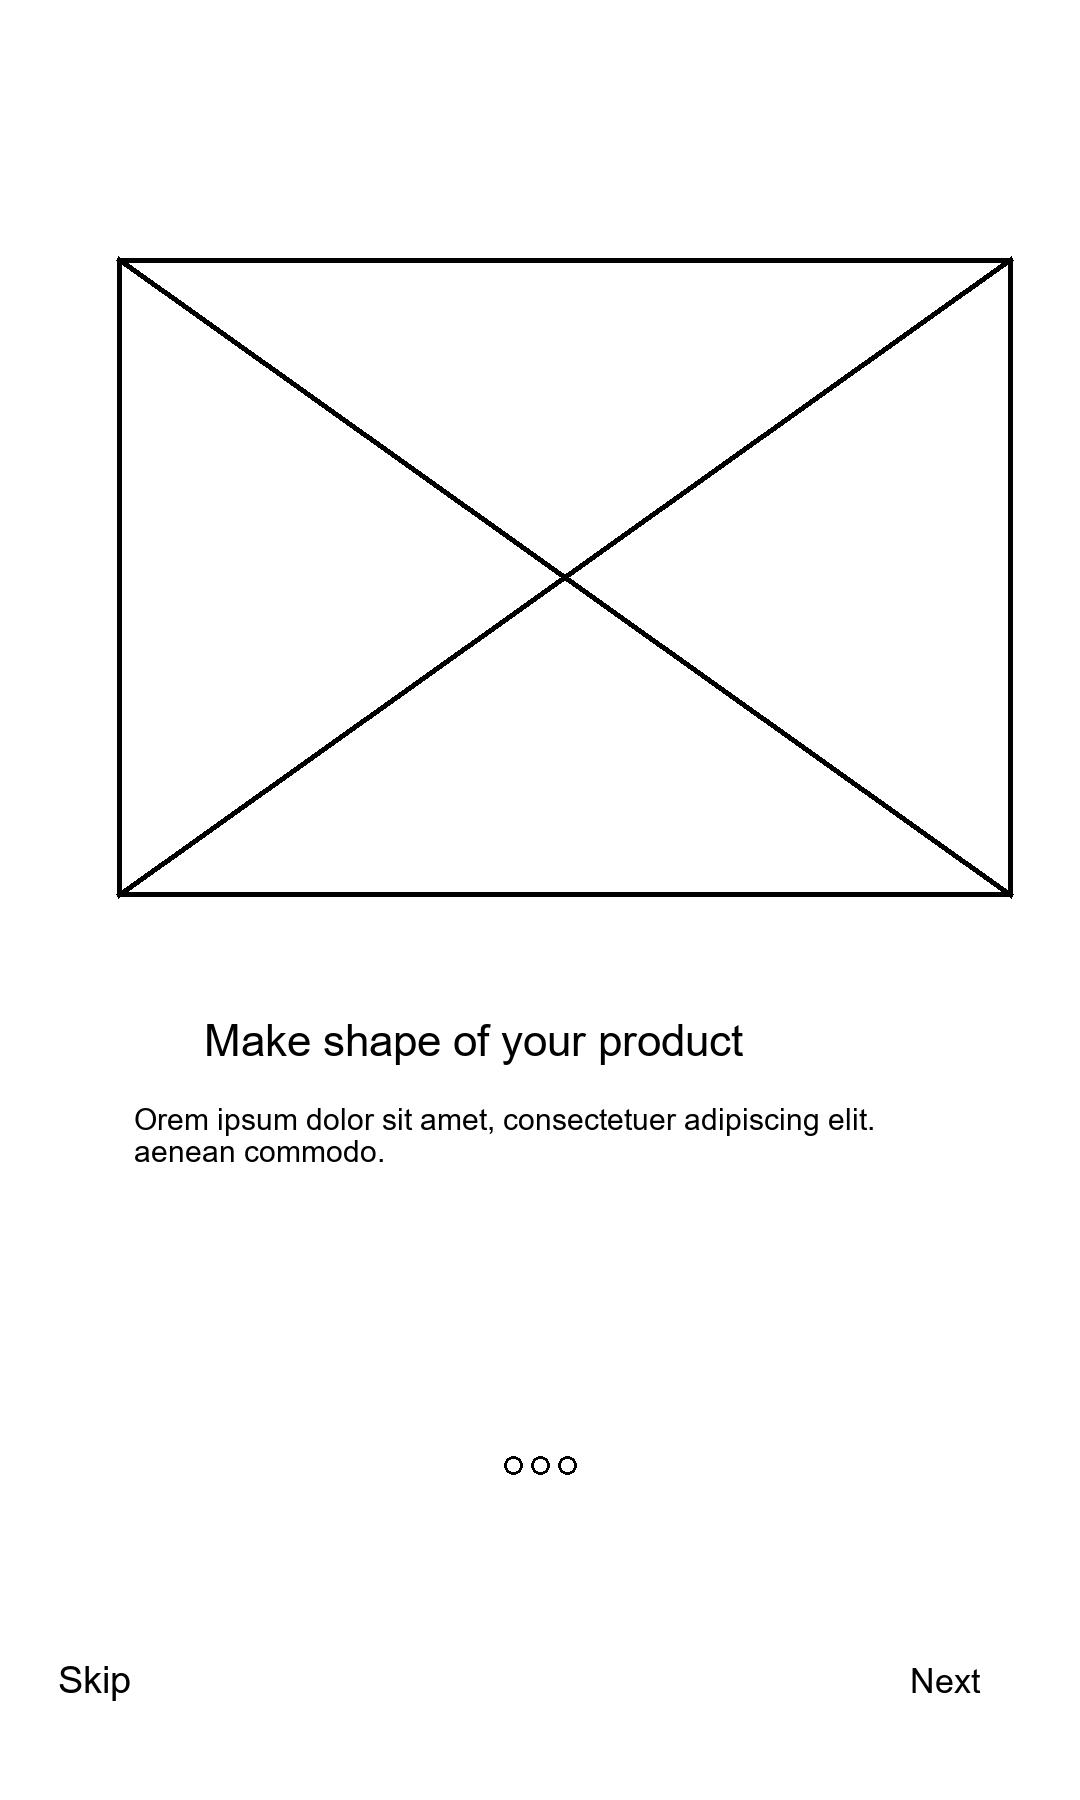 Make shape of your product
Orem ipsum dolor sit amet, consectetuer adipiscing elit.
aenean commodo.
Skip
Next